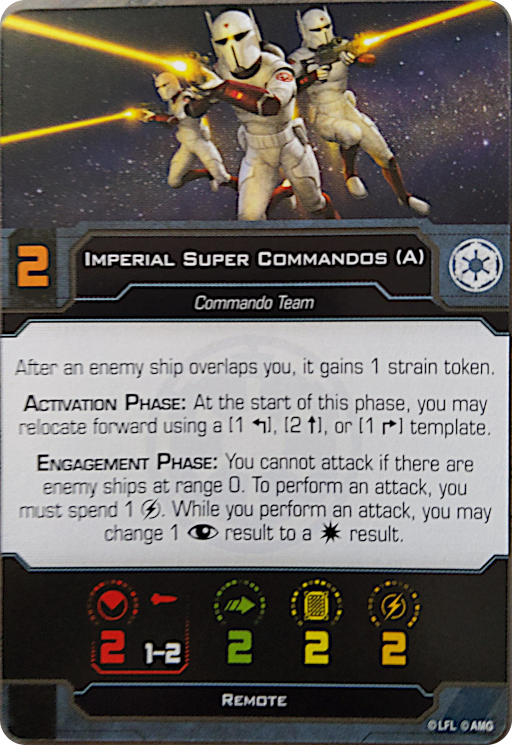 2
Imperial Super Commandos (A)
Commando Team
After an enemy ship overlaps you, it gains 1 strain token.
Activation Phase: At the start of this phase, you may
relocate forward using a [1 ↰], [2 ⬆], or [1 ↱] template.
Engagement Phase: You cannot attack if there are
enemy ships at range 0. To perform an attack, you
must spend 1 . While you perform an attack, you may
change 1 result to a result.
2 1-2 2 2 2
Remote
©LFL ©AMG